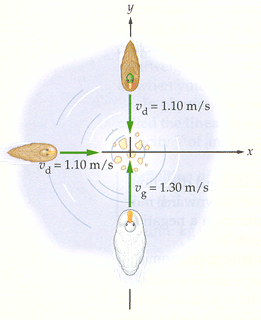 y
v_d = 1.10 m/s
x
v_d = 1.10 m/s
v_g = 1.30 m/s